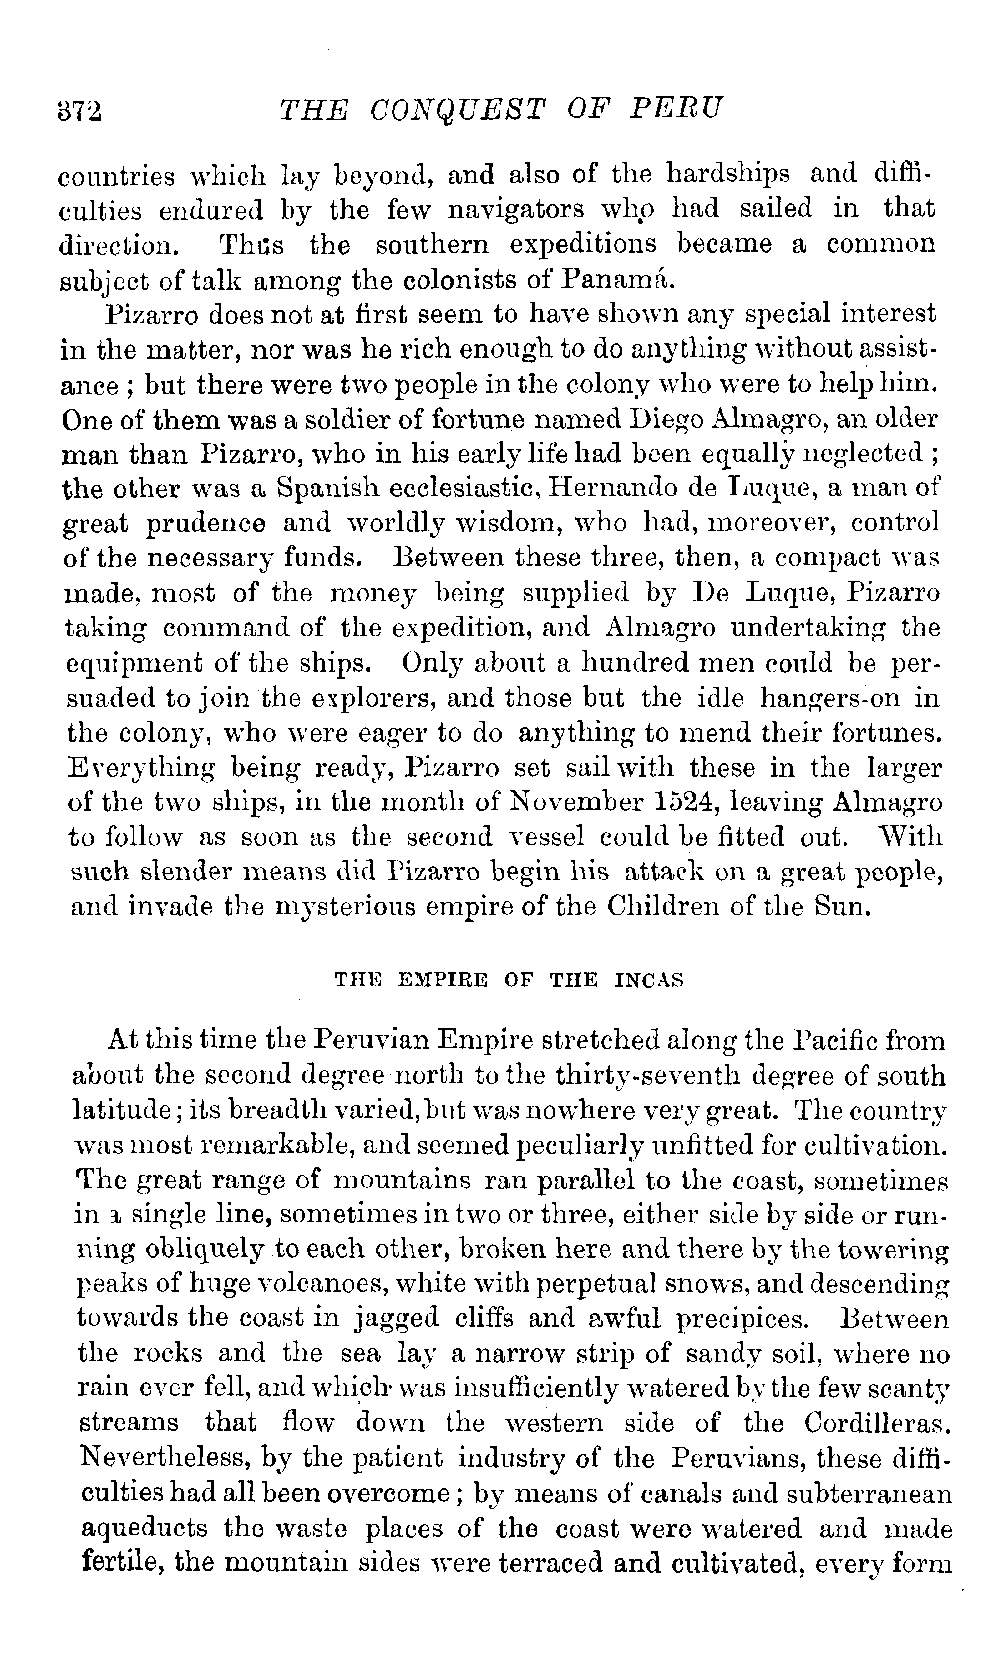 372 THE CONQUEST OF PERU
countries which lay beyond, and also of the hardships and diffi-
culties endured by the few navigators who had sailed in that
direction. Thus the southern expeditions became a common
subject of talk among the colonists of Panamá.
Pizarro does not at first seem to have shown any special interest
in the matter, nor was he rich enough to do anything without assist-
ance ; but there were two people in the colony who were to help him.
One of them was a soldier of fortune named Diego Almagro, an older
man than Pizarro, who in his early life had been equally neglected ;
the other was a Spanish ecclesiastic, Hernando de Luque, a man of
great prudence and worldly wisdom, who had, moreover, control
of the necessary funds. Between these three, then, a compact was
made, most of the money being supplied by De Luque, Pizarro
taking command of the expedition, and Almagro undertaking the
equipment of the ships. Only about a hundred men could be per-
suaded to join the explorers, and those but the idle hangers-on in
the colony, who were eager to do anything to mend their fortunes.
Everything being ready, Pizarro set sail with these in the larger
of the two ships, in the month of November 1524, leaving Almagro
to follow as soon as the second vessel could be fitted out. With
such slender means did Pizarro begin his attack on a great people,
and invade the mysterious empire of the Children of the Sun.
THE EMPIRE OF THE INCAS
At this time the Peruvian Empire stretched along the Pacific from
about the second degree north to the thirty-seventh degree of south
latitude ; its breadth varied, but was nowhere very great. The country
was most remarkable, and seemed peculiarly unfitted for cultivation.
The great range of mountains ran parallel to the coast, sometimes
in a single line, sometimes in two or three, either side by side or run-
ning obliquely to each other, broken here and there by the towering
peaks of huge volcanoes, white with perpetual snows, and descending
towards the coast in jagged cliffs and awful precipices. Between
the rocks and the sea lay a narrow strip of sandy soil, where no
rain ever fell, and which was insufficiently watered by the few scanty
streams that flow down the western side of the Cordilleras.
Nevertheless, by the patient industry of the Peruvians, these diffi-
culties had all been overcome ; by means of canals and subterranean
aqueducts the waste places of the coast were watered and made
fertile, the mountain sides were terraced and cultivated, every form